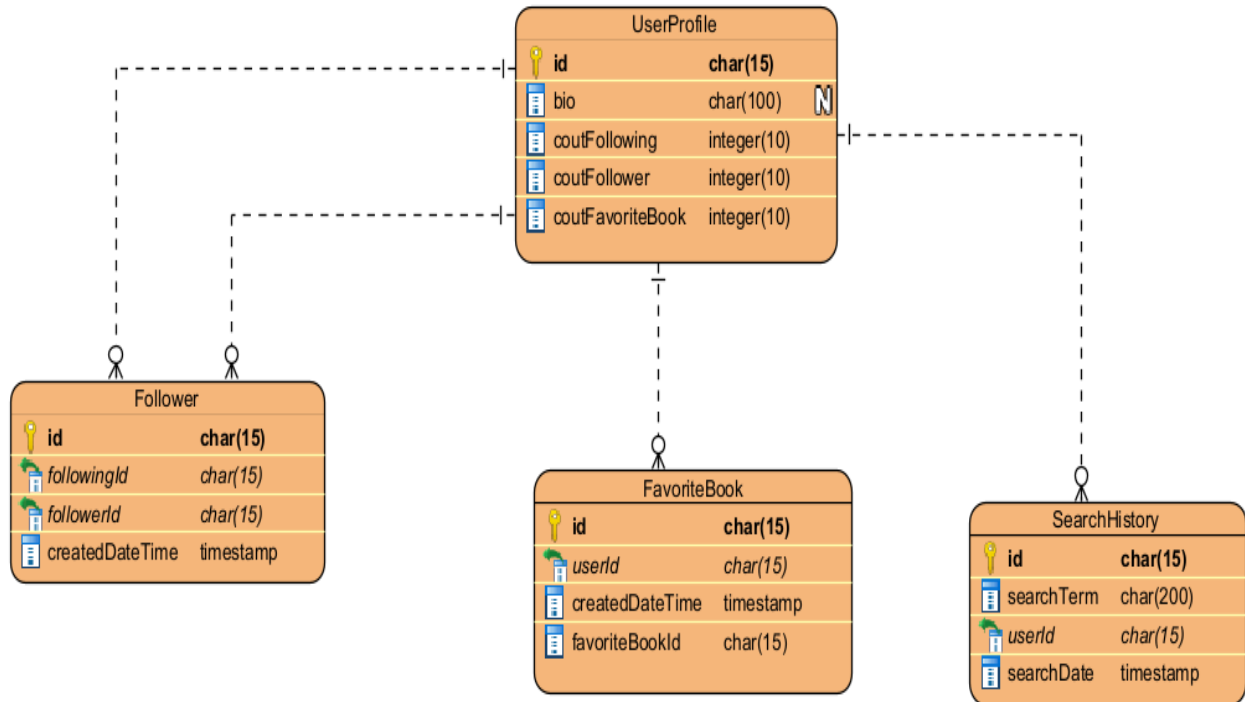 UserProfile
id char(15)
bio char(100) N
coutFollowing integer(10)
coutFollower integer(10)
coutFavoriteBook integer(10)
Follower
id char(15)
followingId char(15)
followerId char(15)
createdDateTime timestamp
FavoriteBook
id char(15)
userId char(15)
createdDateTime timestamp
favoriteBookId char(15)
SearchHistory
id char(15)
searchTerm char(200)
userId char(15)
searchDate timestamp